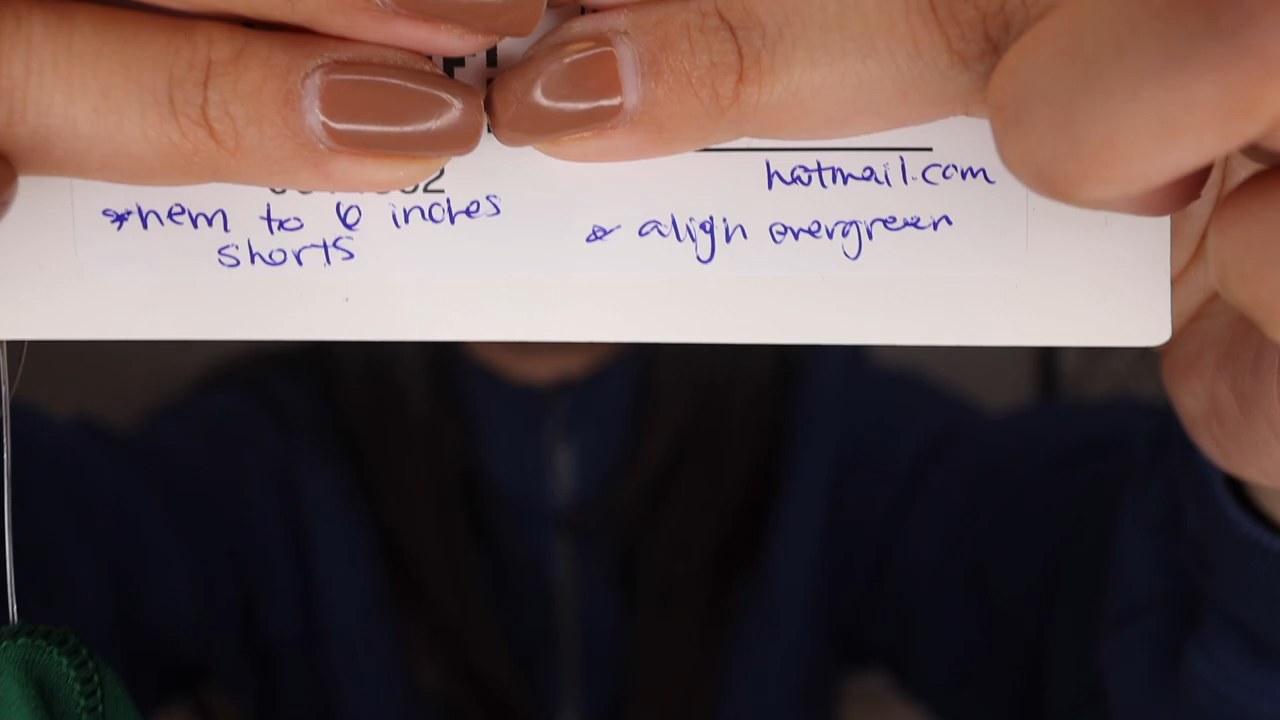 hotmail.com
*hem to 6 inches
shorts
* align evergreen